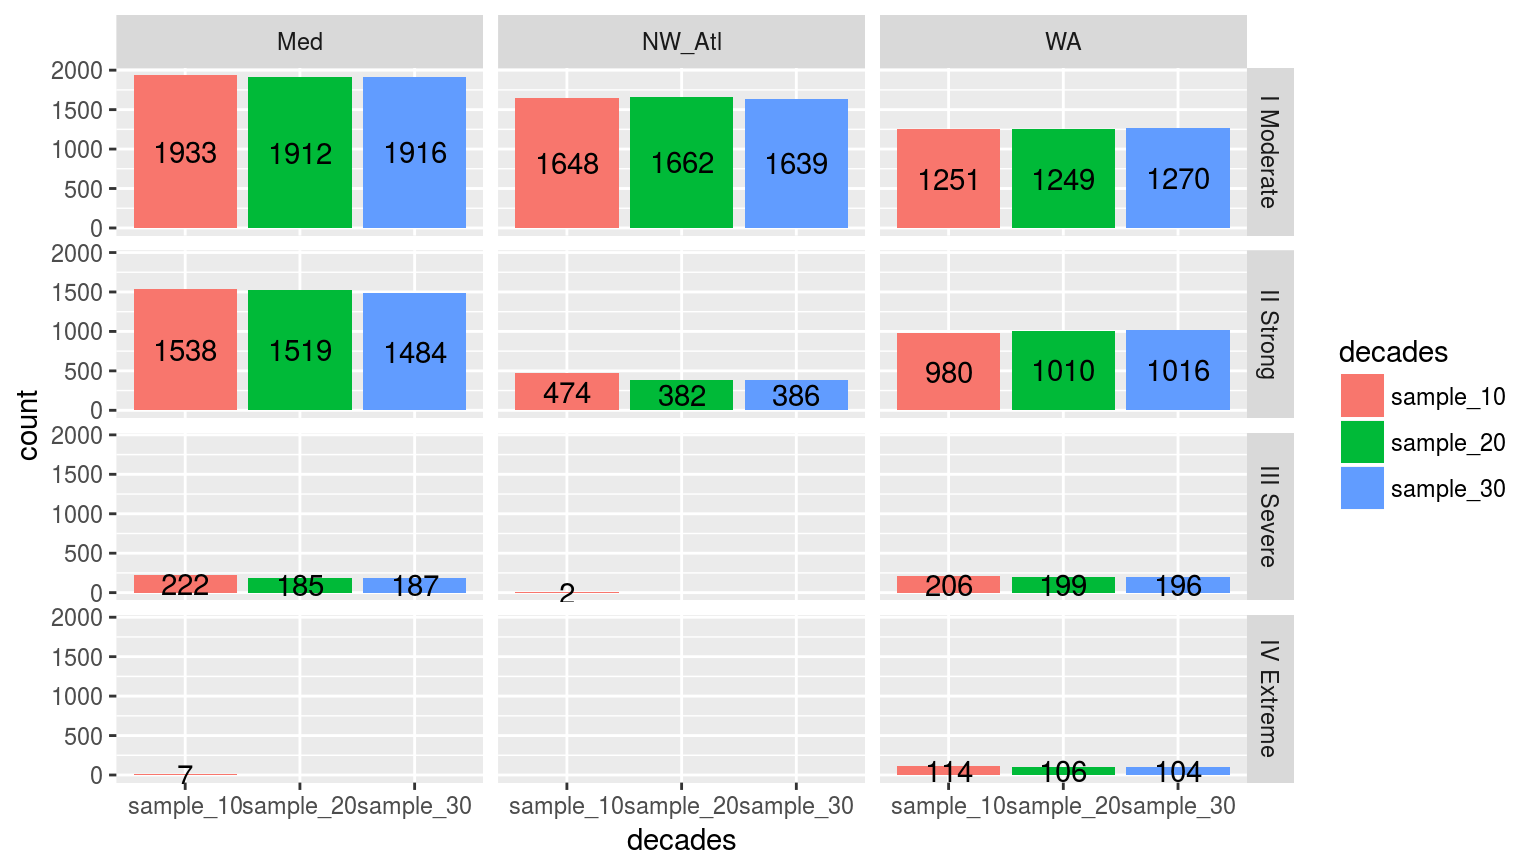 Med NW_Atl WA
2000
1500
1000
500
0
1933 1912 1916
1648 1662 1639
1251 1249 1270
I Moderate
2000
1500
1000
500
0
1538 1519 1484
474 382 386
980 1010 1016
II Strong
2000
1500
1000
500
0
222 185 187
2
206 199 196
III Severe
2000
1500
1000
500
0
7
114 106 104
IV Extreme
sample_10 sample_20 sample_30 sample_10 sample_20 sample_30 sample_10 sample_20 sample_30
decades
count
decades
sample_10
sample_20
sample_30